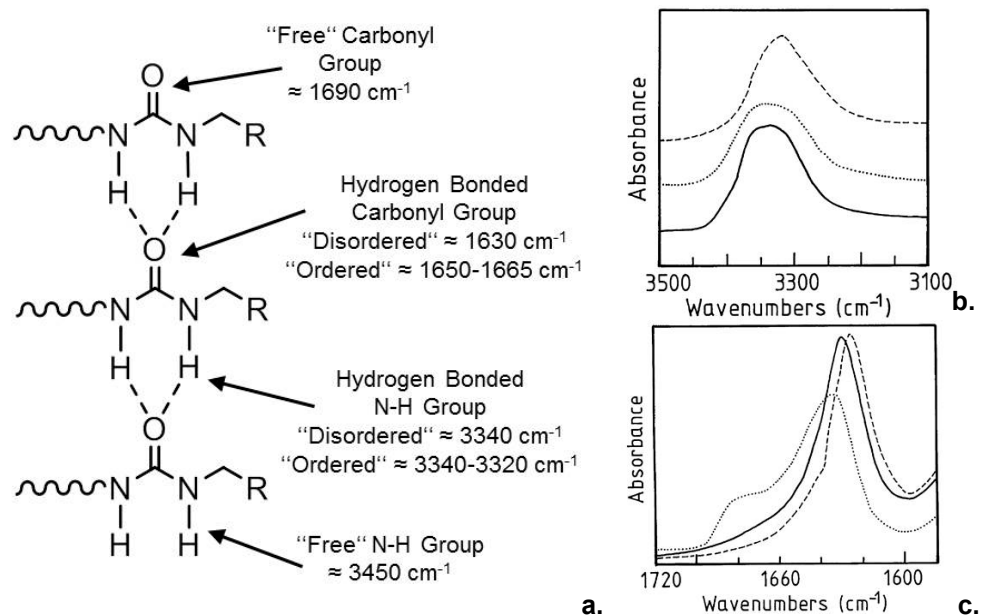 "Free" Carbonyl
Group
≈ 1690 cm⁻¹
O
N
N
R
H
H
Hydrogen Bonded
Carbonyl Group
"Disordered" ≈ 1630 cm⁻¹
"Ordered" ≈ 1650-1665 cm⁻¹
O
N
N
R
H
H
Hydrogen Bonded
N-H Group
"Disordered" ≈ 3340 cm⁻¹
"Ordered" ≈ 3340-3320 cm⁻¹
O
N
N
R
H
H
"Free" N-H Group
≈ 3450 cm⁻¹
a.
Absorbance
3500 3300 3100
Wavenumbers (cm⁻¹)
b.
Absorbance
1720 1660 1600
Wavenumbers (cm⁻¹)
c.